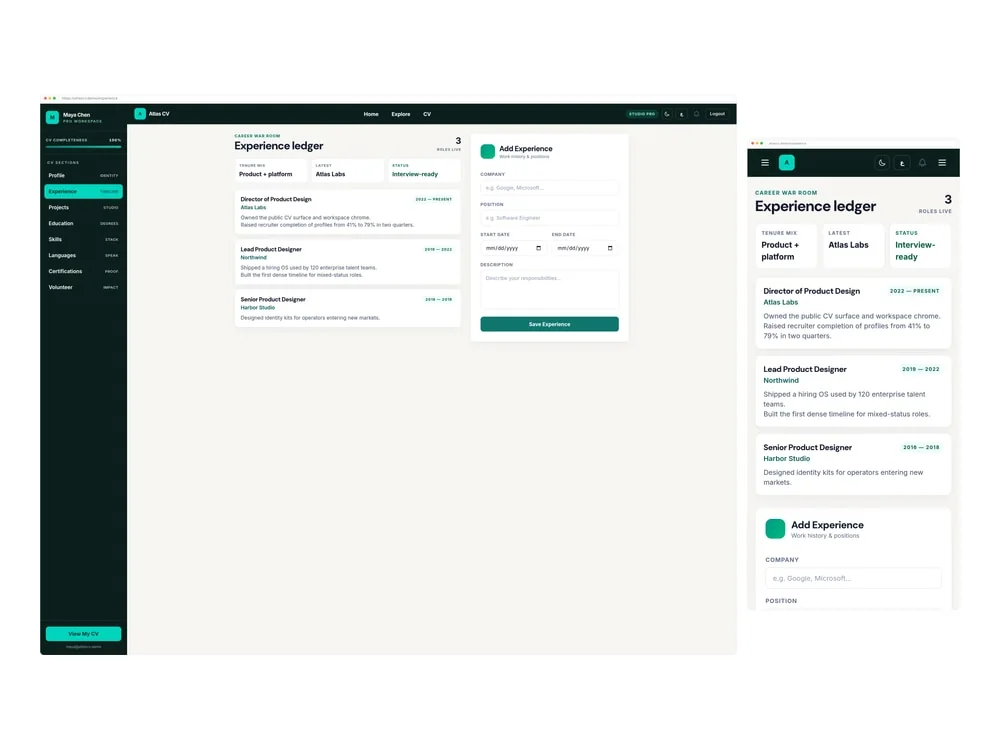 M
Maya Chen
PRO WORKSPACE
CV COMPLETENESS 100%
CV SECTIONS
Profile IDENTITY
Experience TIMELINE
Projects STUDIO
Education DEGREES
Skills STACK
Languages SPEAK
Certifications PROOF
Volunteer IMPACT
View My CV
A Atlas CV
Home Explore CV
STUDIO PRO ع Logout
CAREER WAR ROOM
Experience ledger
3
ROLES LIVE
TENURE MIX
Product + platform
LATEST
Atlas Labs
STATUS
Interview-ready
Director of Product Design 2022 — PRESENT
Atlas Labs
Owned the public CV surface and workspace chrome.
Raised recruiter completion of profiles from 41% to 79% in two quarters.
Lead Product Designer 2019 — 2022
Northwind
Shipped a hiring OS used by 120 enterprise talent teams.
Built the first dense timeline for mixed-status roles.
Senior Product Designer 2016 — 2018
Harbor Studio
Designed identity kits for operators entering new markets.
Add Experience
Work history & positions
COMPANY
e.g. Google, Microsoft...
POSITION
e.g. Software Engineer
START DATE END DATE
mm/dd/yyyy mm/dd/yyyy
DESCRIPTION
Describe your responsibilities...
Save Experience
A ع
CAREER WAR ROOM
Experience ledger
3
ROLES LIVE
TENURE MIX
Product +
platform
LATEST
Atlas Labs
STATUS
Interview-
ready
Director of Product Design 2022 — PRESENT
Atlas Labs
Owned the public CV surface and workspace chrome.
Raised recruiter completion of profiles from 41% to
79% in two quarters.
Lead Product Designer 2019 — 2022
Northwind
Shipped a hiring OS used by 120 enterprise talent
teams.
Built the first dense timeline for mixed-status roles.
Senior Product Designer 2016 — 2018
Harbor Studio
Designed identity kits for operators entering new
markets.
Add Experience
Work history & positions
COMPANY
e.g. Google, Microsoft...
POSITION